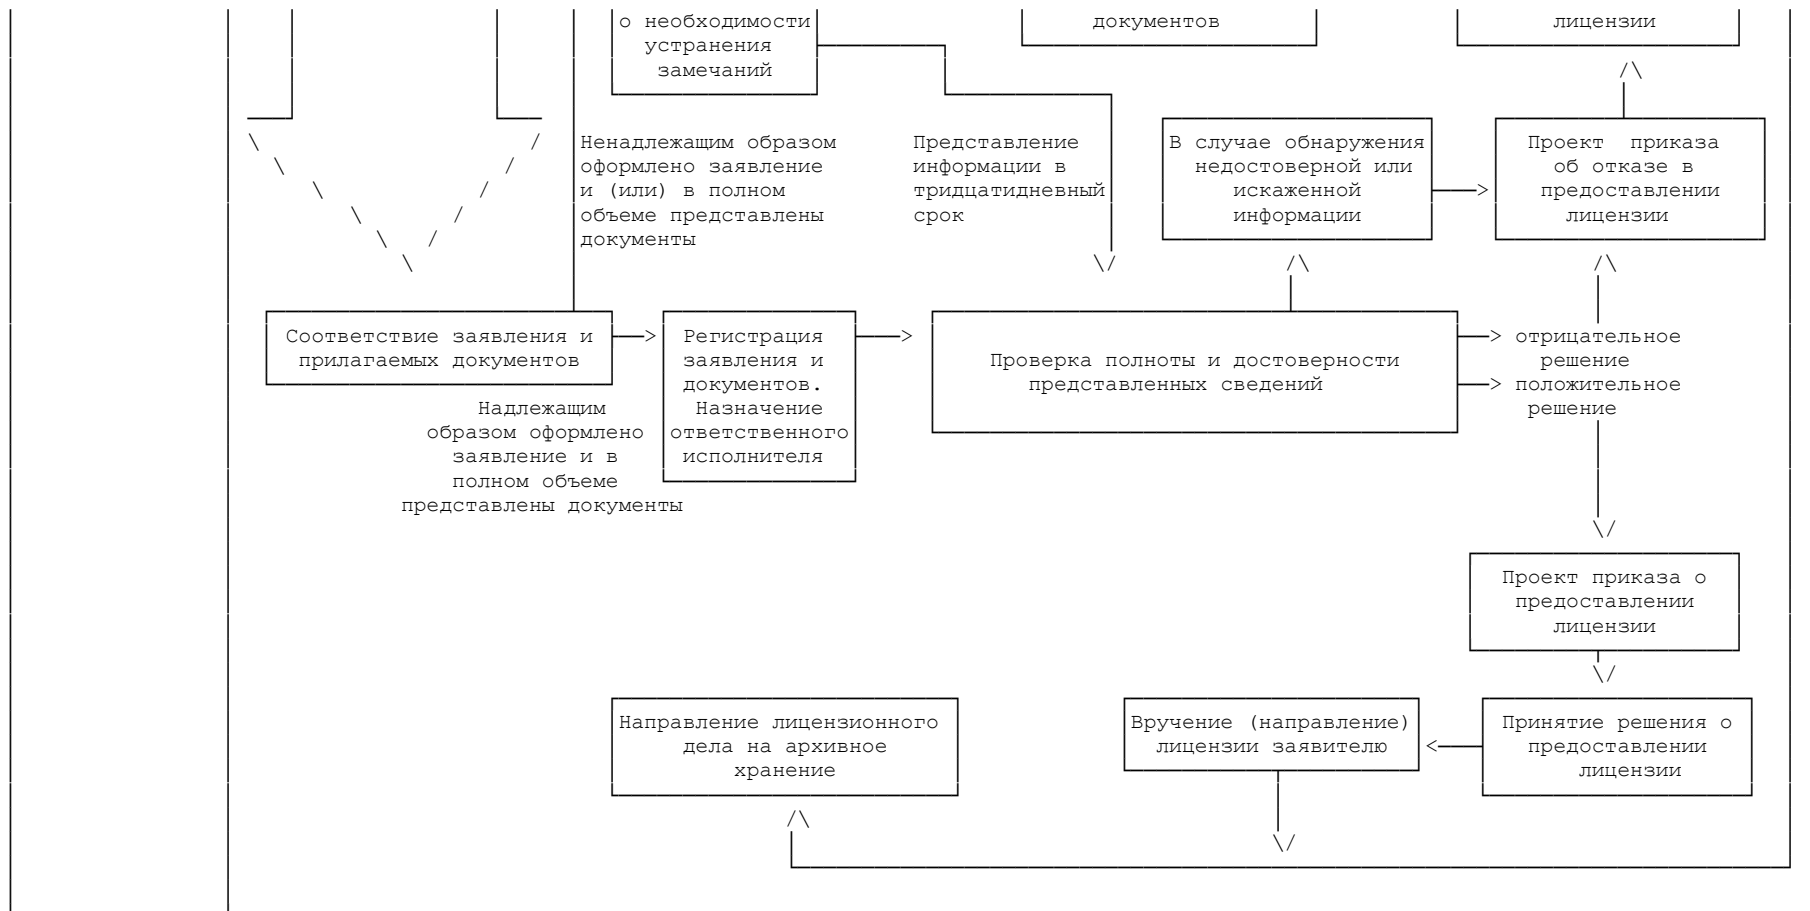 о необходимости
устранения
замечаний
документов
лицензии
Ненадлежащим образом
оформлено заявление
и (или) в полном
объеме представлены
документы
Представление
информации в
тридцатидневный
срок
В случае обнаружения
недостоверной или
искаженной
информации
Проект приказа
об отказе в
предоставлении
лицензии
Соответствие заявления и
прилагаемых документов
Надлежащим
образом оформлено
заявление и в
полном объеме
представлены документы
Регистрация
заявления и
документов.
Назначение
ответственного
исполнителя
Проверка полноты и достоверности
представленных сведений
отрицательное
решение
положительное
решение
Проект приказа о
предоставлении
лицензии
Направление лицензионного
дела на архивное
хранение
Вручение (направление)
лицензии заявителю
Принятие решения о
предоставлении
лицензии